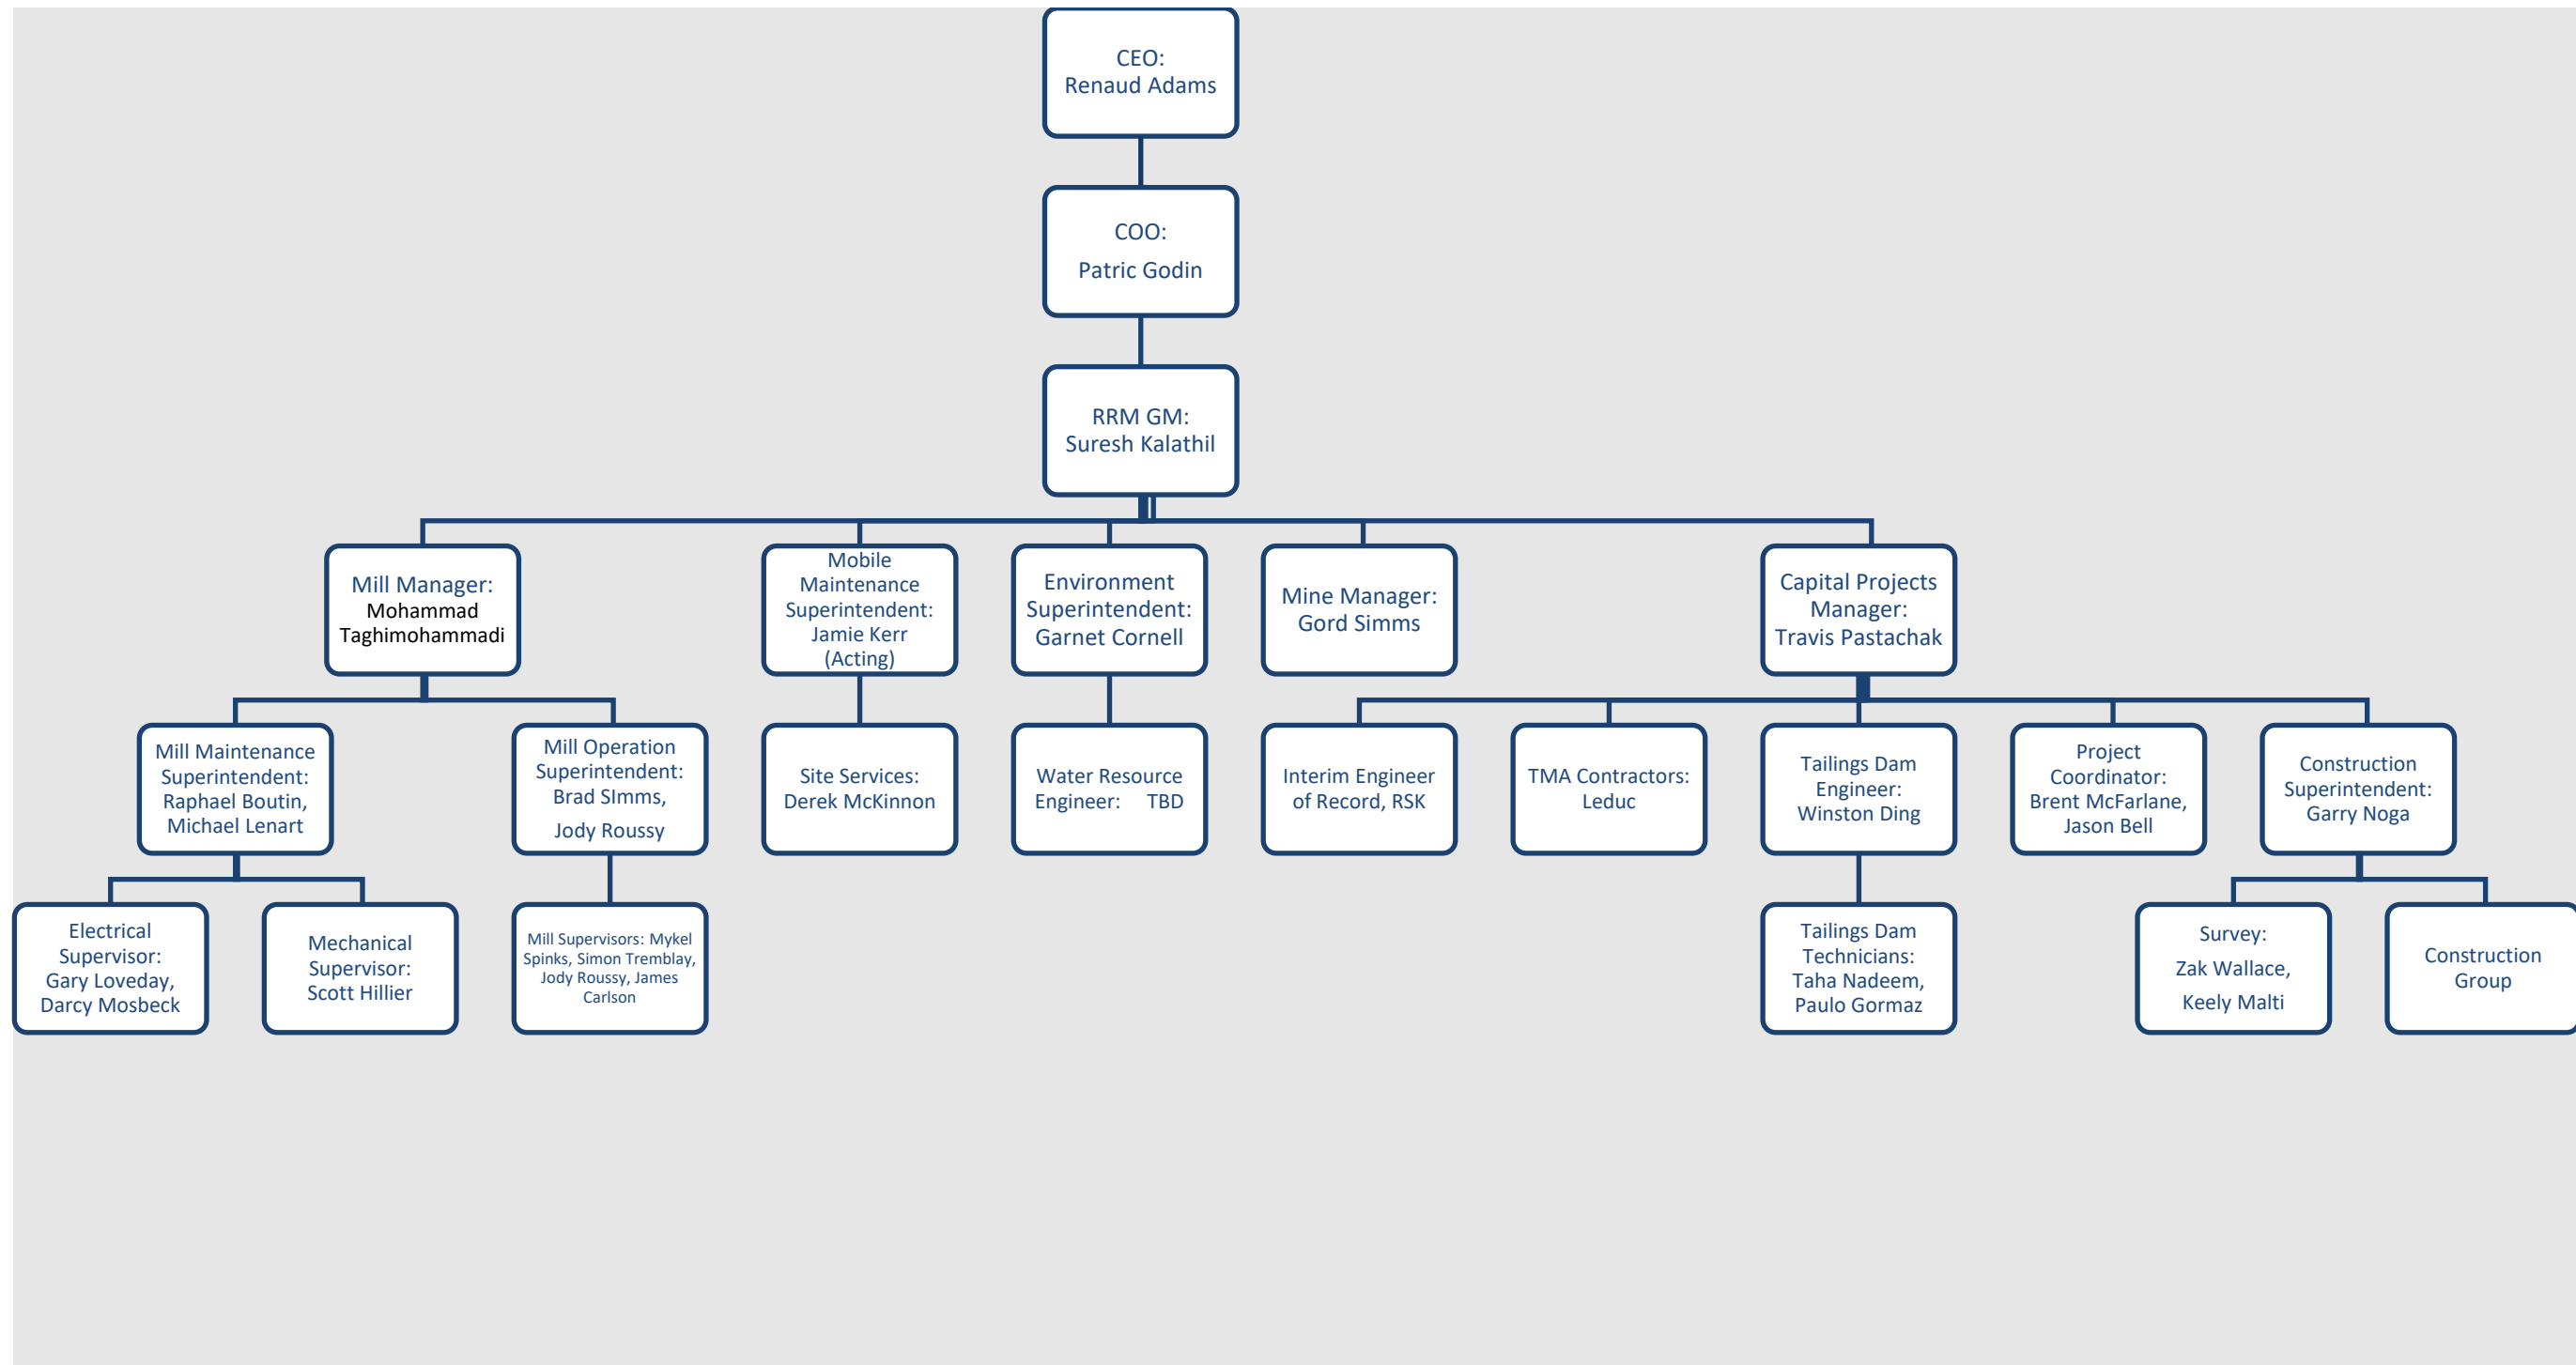 CEO:
Renaud Adams
COO:
Patric Godin
RRM GM:
Suresh Kalathil
Mill Manager:
Mohammad
Taghimohammadi
Mobile
Maintenance
Superintendent:
Jamie Kerr
(Acting)
Environment
Superintendent:
Garnet Cornell
Mine Manager:
Gord Simms
Capital Projects
Manager:
Travis Pastachak
Mill Maintenance
Superintendent:
Raphael Boutin,
Michael Lenart
Mill Operation
Superintendent:
Brad SImms,
Jody Roussy
Site Services:
Derek McKinnon
Water Resource
Engineer: TBD
Interim Engineer
of Record, RSK
TMA Contractors:
Leduc
Tailings Dam
Engineer:
Winston Ding
Project
Coordinator:
Brent McFarlane,
Jason Bell
Construction
Superintendent:
Garry Noga
Electrical
Supervisor:
Gary Loveday,
Darcy Mosbeck
Mechanical
Supervisor:
Scott Hillier
Mill Supervisors: Mykel
Spinks, Simon Tremblay,
Jody Roussy, James
Carlson
Tailings Dam
Technicians:
Taha Nadeem,
Paulo Gormaz
Survey:
Zak Wallace,
Keely Malti
Construction
Group